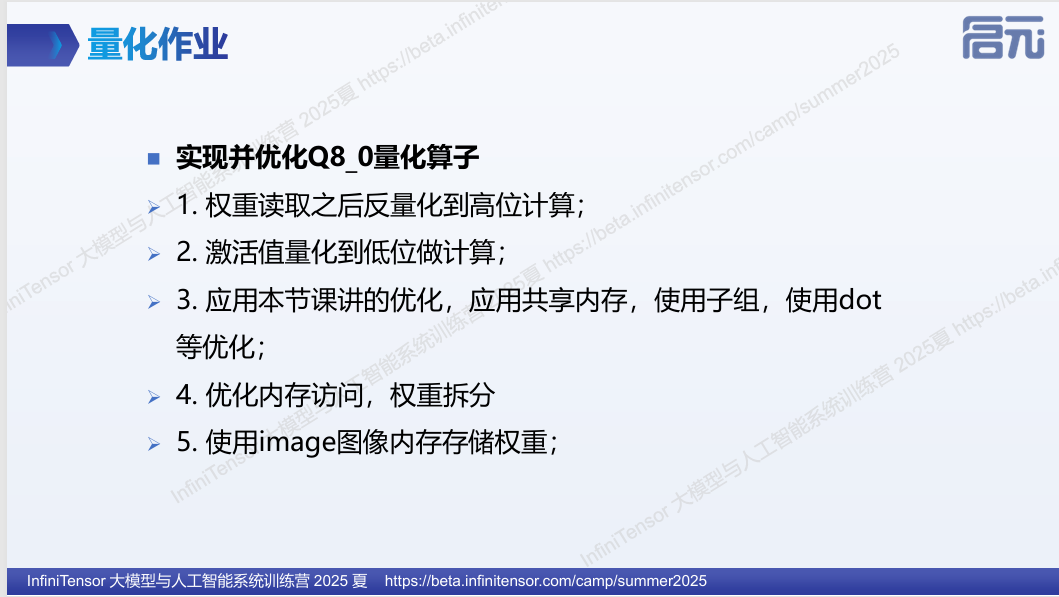 量化作业
启元
实现并优化Q8_0量化算子
1. 权重读取之后反量化到高位计算；
2. 激活值量化到低位做计算；
3. 应用本节课讲的优化，应用共享内存，使用子组，使用dot
等优化；
4. 优化内存访问，权重拆分
5. 使用image图像内存存储权重；
InfiniTensor 大模型与人工智能系统训练营 2025夏 https://beta.infinitensor.com/camp/summer2025
InfiniTensor 大模型与人工智能系统训练营 2025 夏 https://beta.infinitensor.com/camp/summer2025